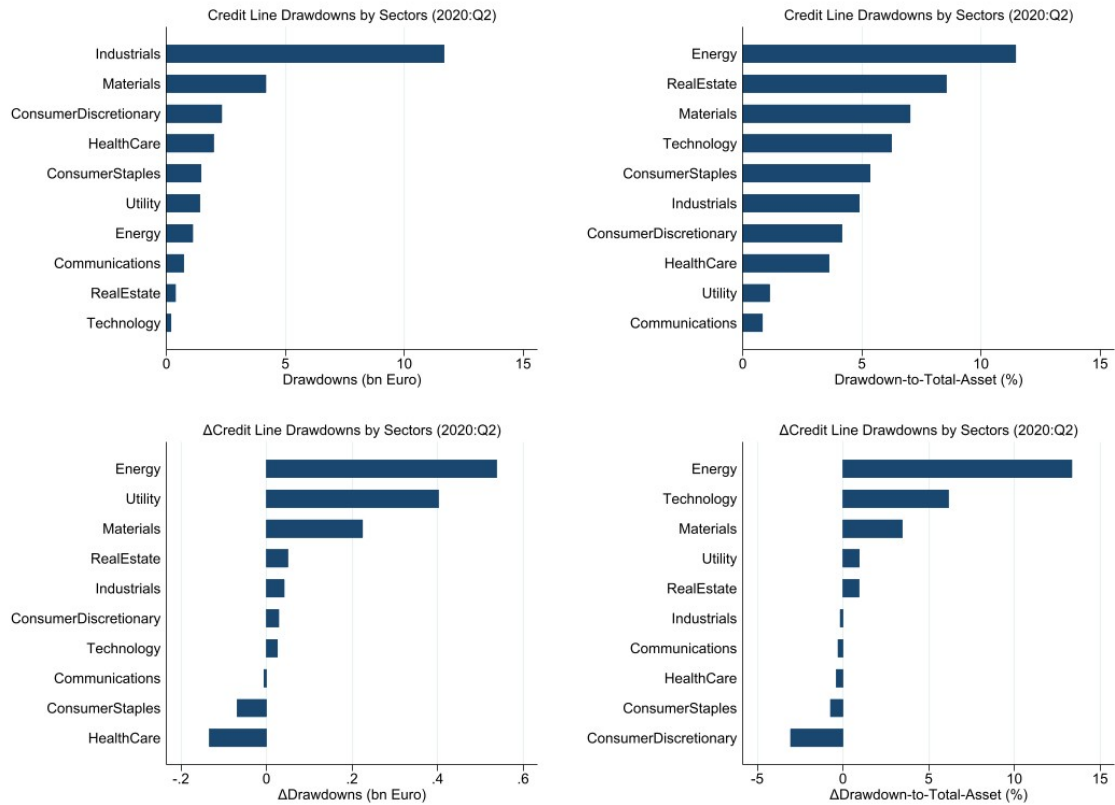 Credit Line Drawdowns by Sectors (2020:Q2)
Industrials
Materials
ConsumerDiscretionary
HealthCare
ConsumerStaples
Utility
Energy
Communications
RealEstate
Technology
0 5 10 15
Drawdowns (bn Euro)
Credit Line Drawdowns by Sectors (2020:Q2)
Energy
RealEstate
Materials
Technology
ConsumerStaples
Industrials
ConsumerDiscretionary
HealthCare
Utility
Communications
0 5 10 15
Drawdown-to-Total-Asset (%)
ΔCredit Line Drawdowns by Sectors (2020:Q2)
Energy
Utility
Materials
RealEstate
Industrials
ConsumerDiscretionary
Technology
Communications
ConsumerStaples
HealthCare
-.2 0 .2 .4 .6
ΔDrawdowns (bn Euro)
ΔCredit Line Drawdowns by Sectors (2020:Q2)
Energy
Technology
Materials
Utility
RealEstate
Industrials
Communications
HealthCare
ConsumerStaples
ConsumerDiscretionary
-5 0 5 10 15
ΔDrawdown-to-Total-Asset (%)